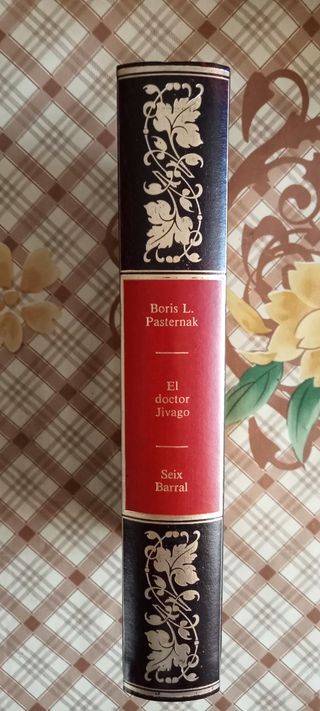 Boris L.
Pasternak
El
doctor
Jivago
Seix
Barral